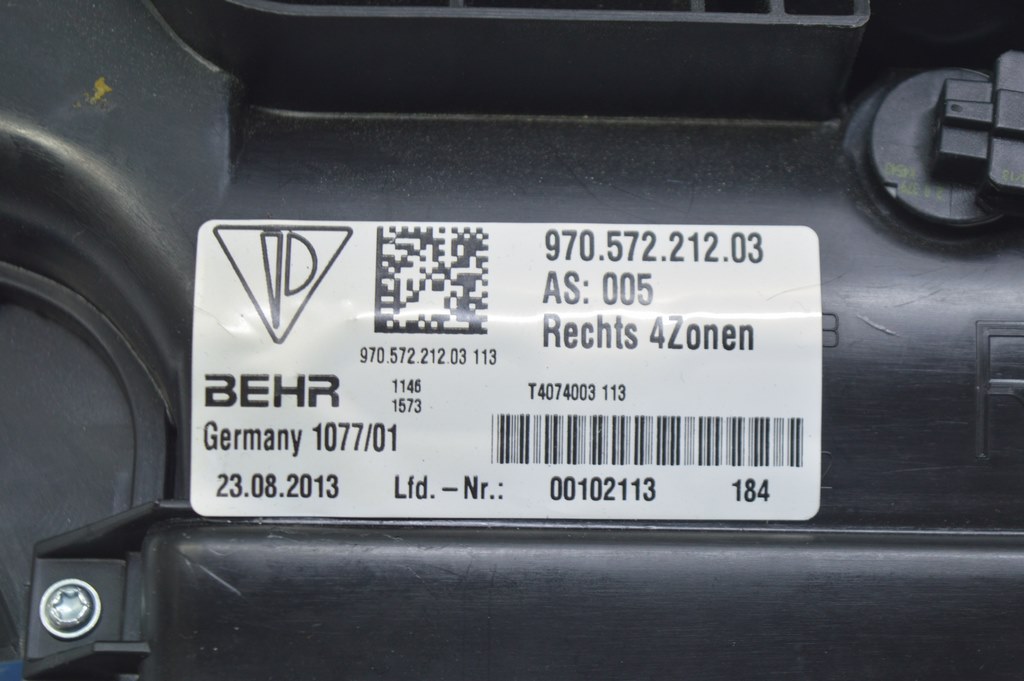 970.572.212.03
AS: 005
Rechts 4Zonen
970.572.212.03 113
BEHR
1146
1573
T4074003 113
Germany 1077/01
23.08.2013 Lfd. – Nr.: 00102113 184